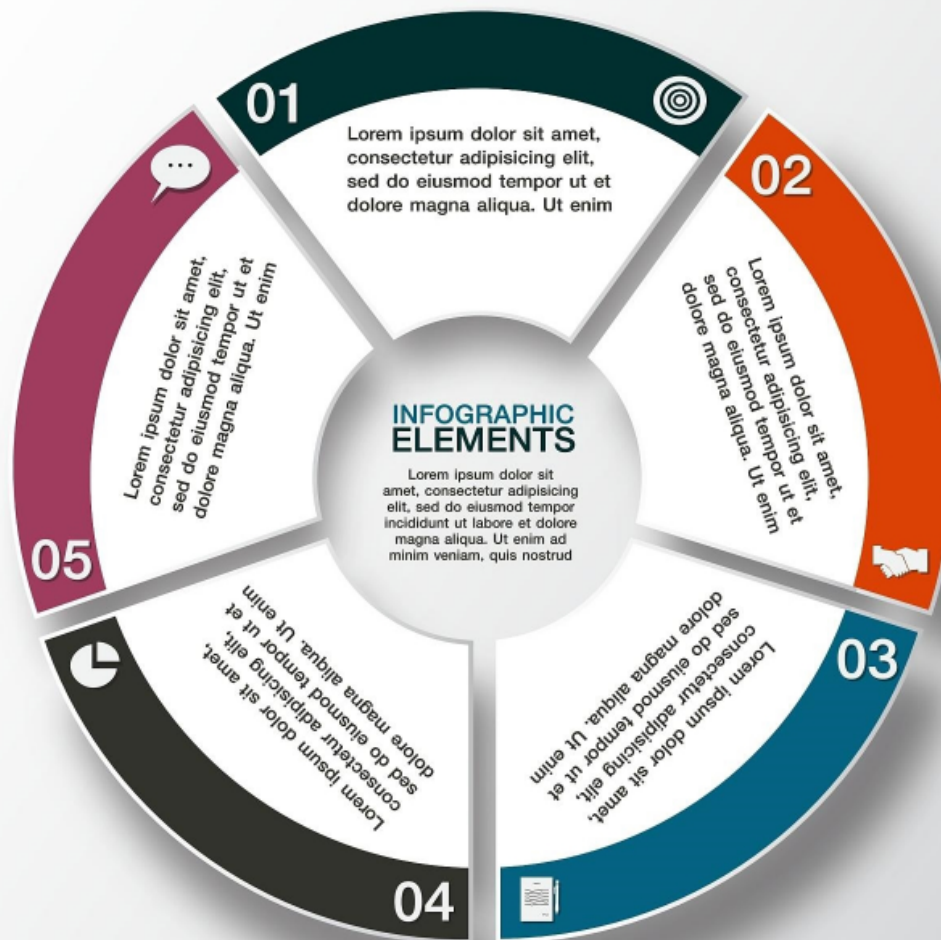 01
Lorem ipsum dolor sit amet,
consectetur adipisicing elit,
sed do eiusmod tempor ut et
dolore magna aliqua. Ut enim
02
Lorem ipsum dolor sit amet,
consectetur adipisicing elit,
sed do eiusmod tempor ut et
dolore magna aliqua. Ut enim
03
Lorem ipsum dolor sit amet,
consectetur adipisicing elit,
sed do eiusmod tempor ut et
dolore magna aliqua. Ut enim
04
Lorem ipsum dolor sit amet,
consectetur adipisicing elit,
sed do eiusmod tempor ut et
dolore magna aliqua. Ut enim
05
Lorem ipsum dolor sit amet,
consectetur adipisicing elit,
sed do eiusmod tempor ut et
dolore magna aliqua. Ut enim
INFOGRAPHIC
ELEMENTS
Lorem ipsum dolor sit
amet, consectetur adipisicing
elit, sed do eiusmod tempor
incididunt ut labore et dolore
magna aliqua. Ut enim ad
minim veniam, quis nostrud